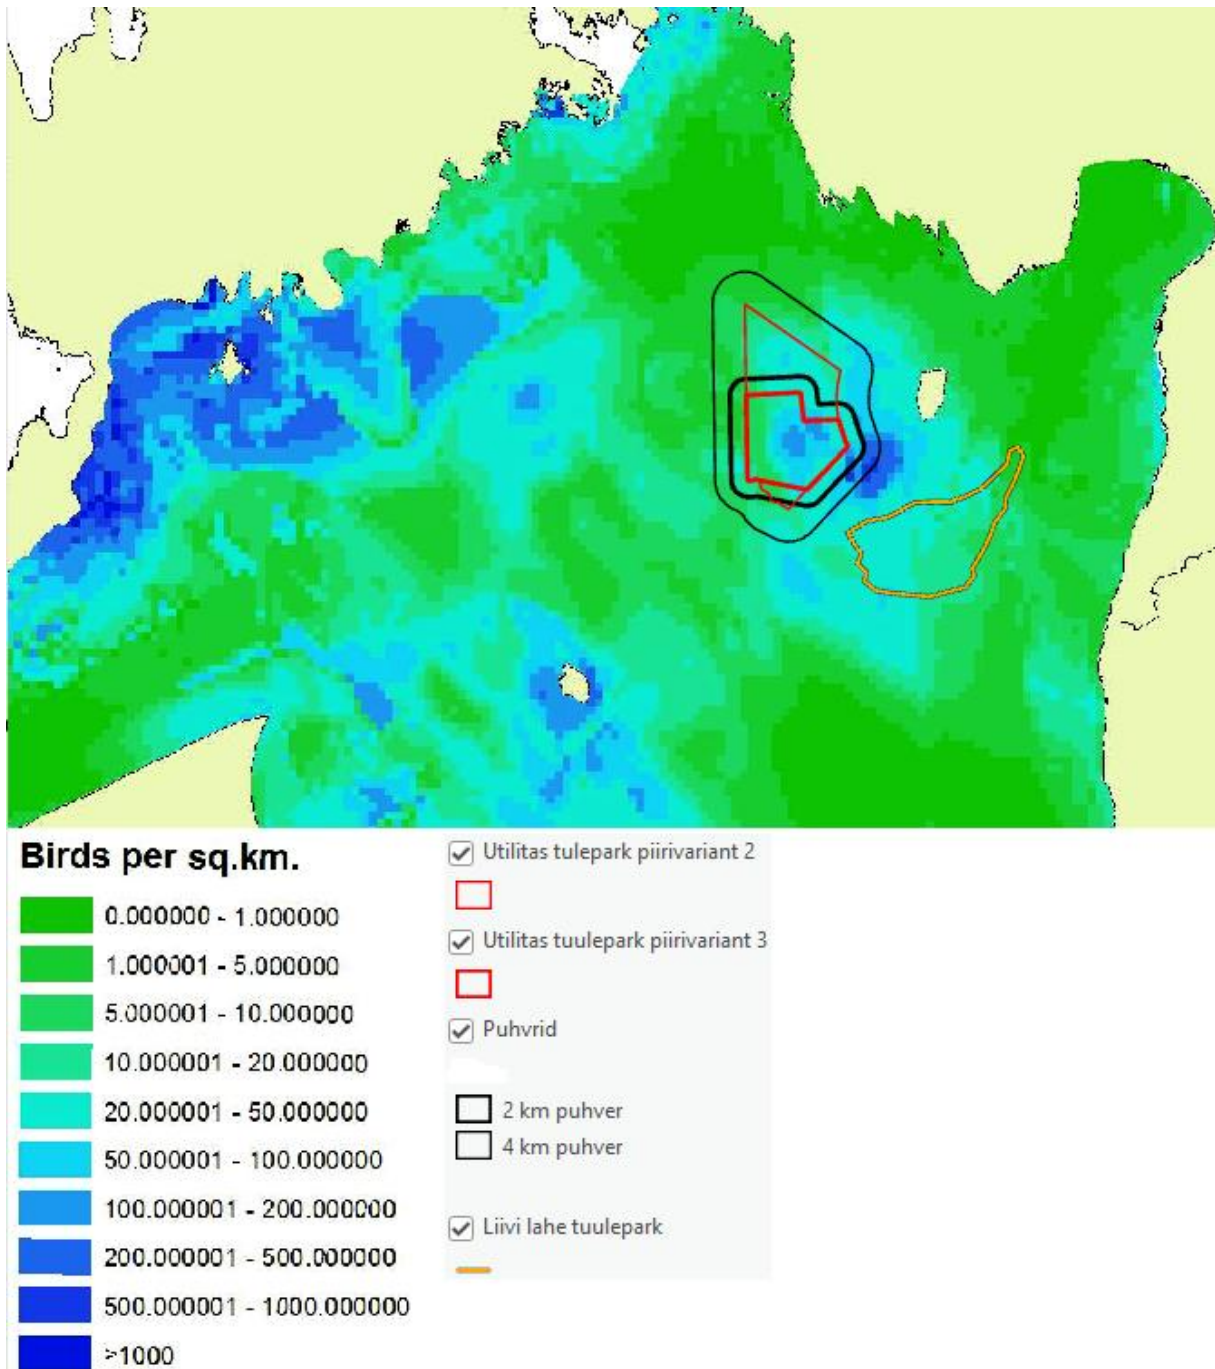 Birds per sq.km.
0.000000 - 1.000000
1.000001 - 5.000000
5.000001 - 10.000000
10.000001 - 20.000000
20.000001 - 50.000000
50.000001 - 100.000000
100.000001 - 200.000000
200.000001 - 500.000000
500.000001 - 1000.000000
>1000
Utilitas tulepark piirivariant 2
Utilitas tuulepark piirivariant 3
Puhvrid
2 km puhver
4 km puhver
Liivi lahe tuulepark